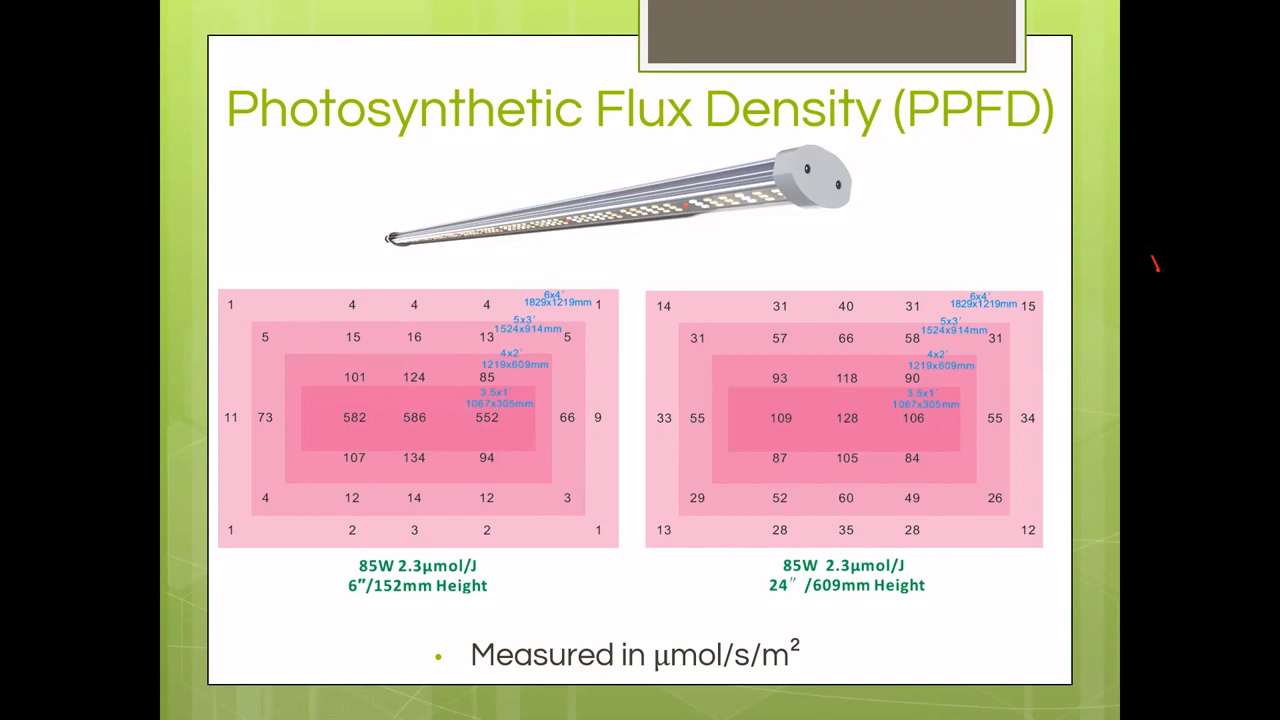 Photosynthetic Flux Density (PPFD)
1 4 4 4 6x4' 1
1829x1219mm
5x3'
1524x914mm
5 15 16 13 5
4x2'
1219x609mm
101 124 85
3.5x1'
1067x305mm
11 73 582 586 552 66 9
107 134 94
4 12 14 12 3
1 2 3 2 1
85W 2.3μmol/J
6″/152mm Height
14 31 40 31 6x4' 15
1829x1219mm
5x3'
1524x914mm
31 57 66 58 31
4x2'
1219x609mm
93 118 90
3.5x1'
1067x305mm
33 55 109 128 106 55 34
87 105 84
29 52 60 49 26
13 28 35 28 12
85W 2.3μmol/J
24″ /609mm Height
• Measured in μmol/s/m²